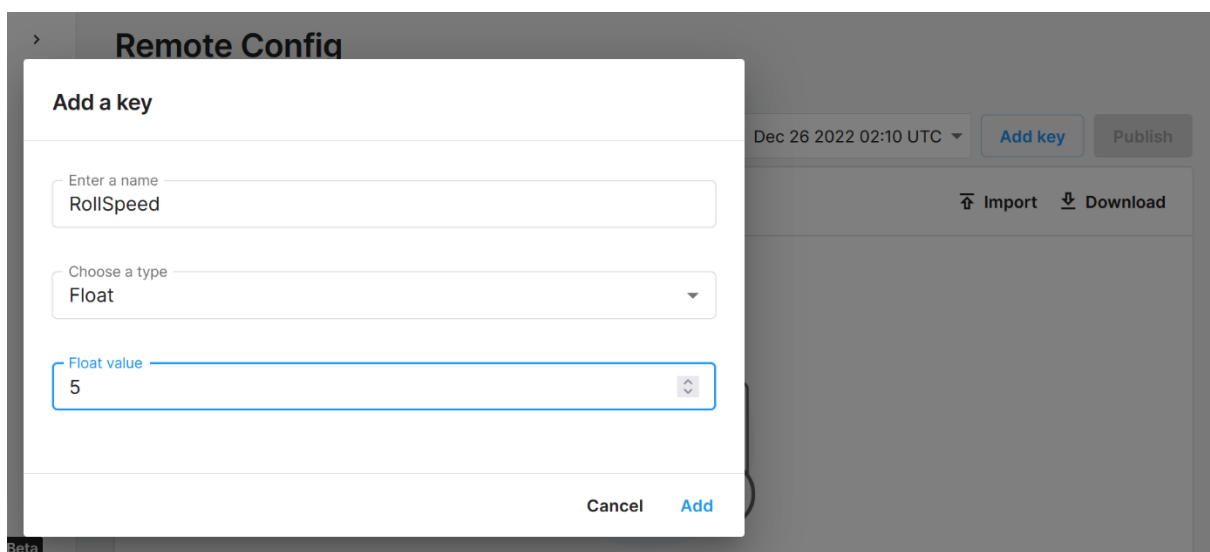 Remote Config
Add a key
Dec 26 2022 02:10 UTC
Add key
Publish
Enter a name
RollSpeed
Import
Download
Choose a type
Float
Float value
5
Cancel
Add
Beta